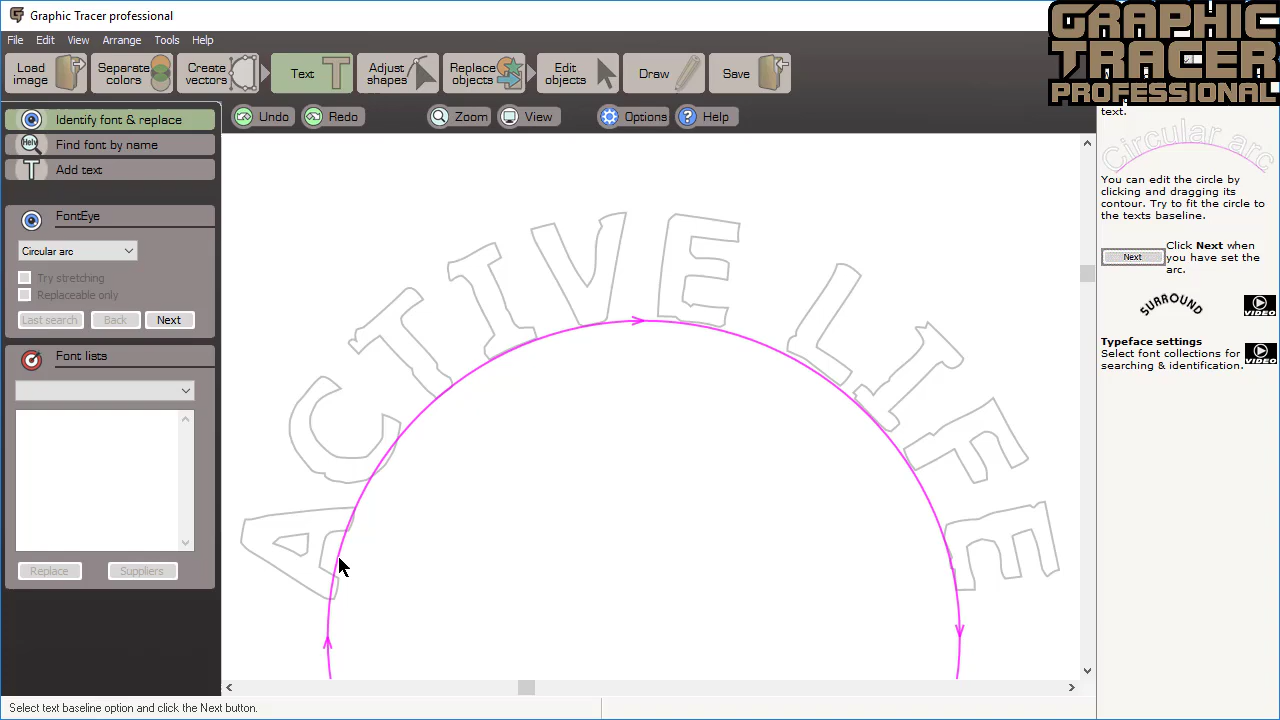 Graphic Tracer professional
File Edit View Arrange Tools Help
Load image
Separate colors
Create vectors
Text T
Adjust shapes
Replace objects
Edit objects
Draw
Save
GRAPHIC
TRACER
PROFESSIONAL
Identify font & replace
Find font by name
Add text
Undo Redo Zoom View Options Help
FontEye
Circular arc
Try stretching
Replaceable only
Last search Back Next
Font lists
Replace Suppliers
ACTIVE LIFE
text.
Circular arc
You can edit the circle by
clicking and dragging its
contour. Try to fit the circle to
the texts baseline.
Next
Click Next when
you have set the
arc.
SURROUND
VIDEO
Typeface settings
Select font collections for
searching & identification.
VIDEO
Select text baseline option and click the Next button.